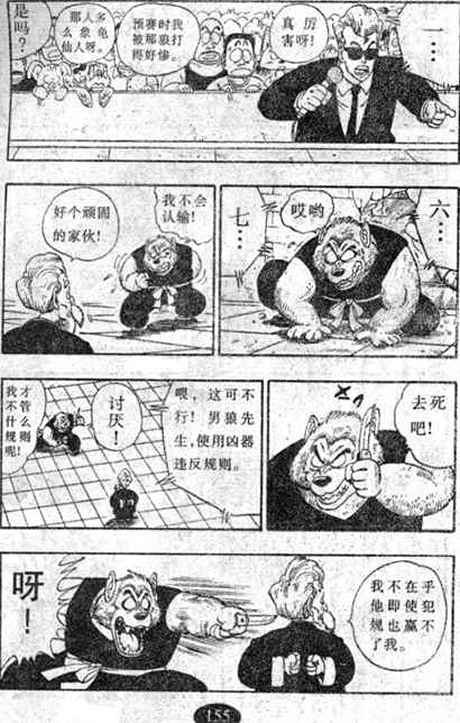 一…
真历
害呀!
预赛时我
被那狼打
得好惨。
那人多
么象龟
仙人呀。
是吗?
六…
哎哟
七…
我不会
认输!
好个顽固
的家伙!
去死
吧!
喂,这可不
行!男狼先
生,使用凶器
违反规则。
讨厌!
我才
不管
什么
规则
呢!
我不在乎
他即使犯
规也赢不
了我。
呀!
155